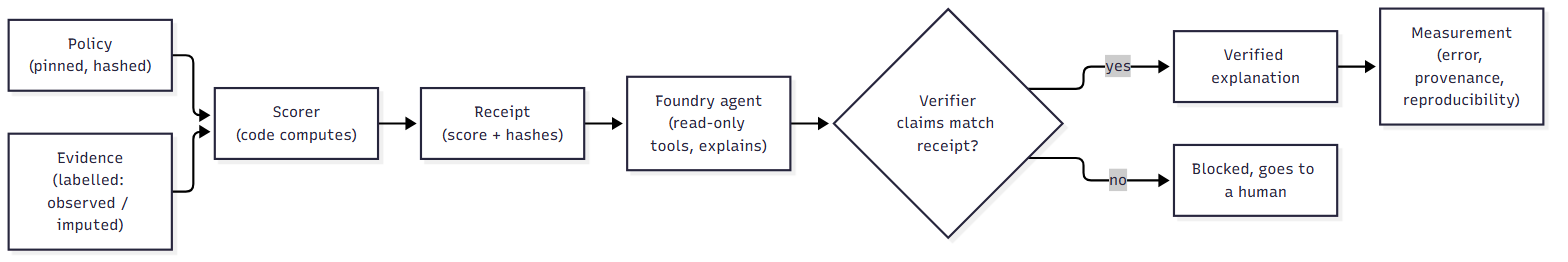 Policy
(pinned, hashed)
Evidence
(labelled:
observed /
imputed)
Scorer
(code computes)
Receipt
(score + hashes)
Foundry agent
(read-only
tools, explains)
Verifier
claims match
receipt?
yes
Verified
explanation
Measurement
(error,
provenance,
reproducibility)
no
Blocked, goes to
a human